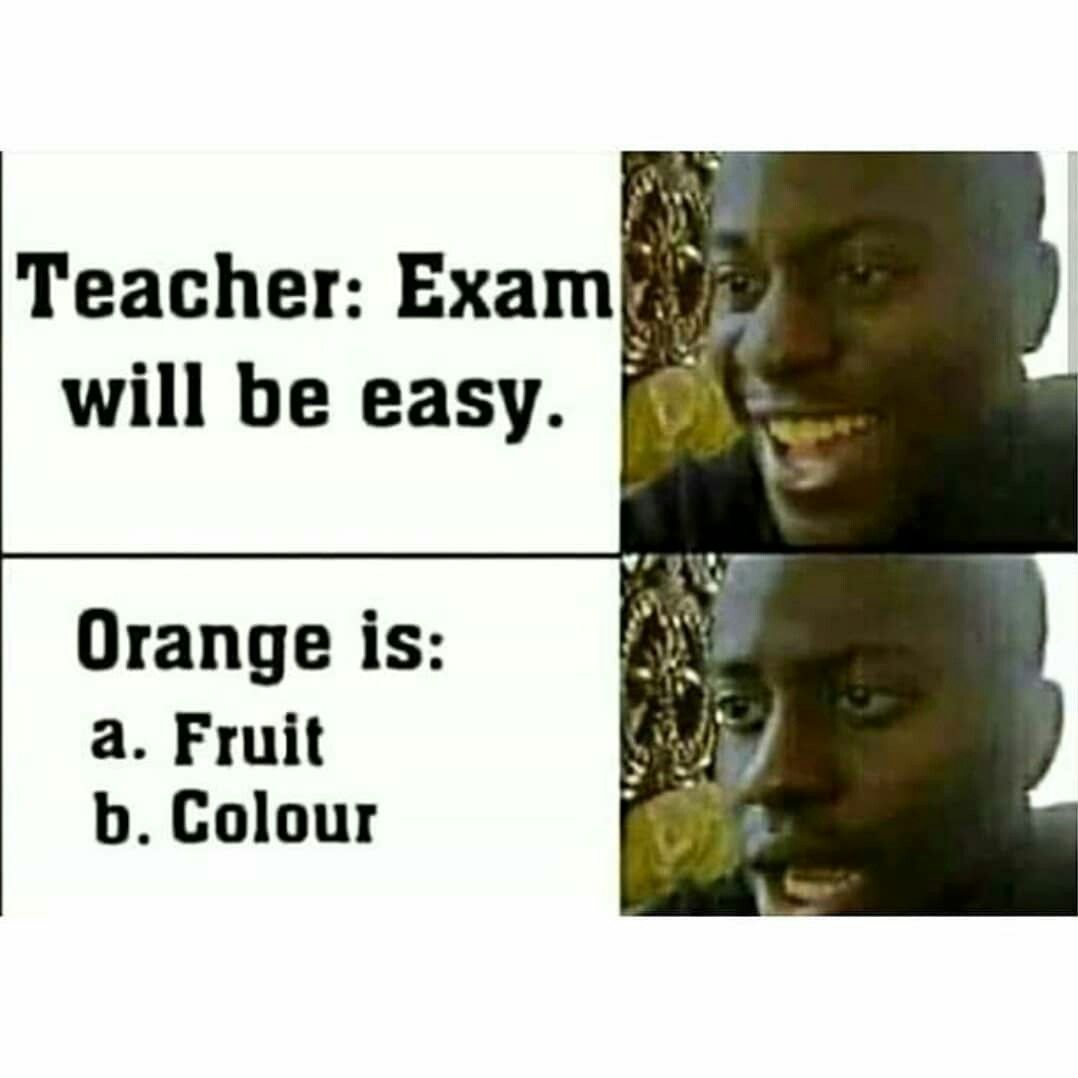 Teacher: Exam
will be easy.
Orange is:
a. Fruit
b. Colour